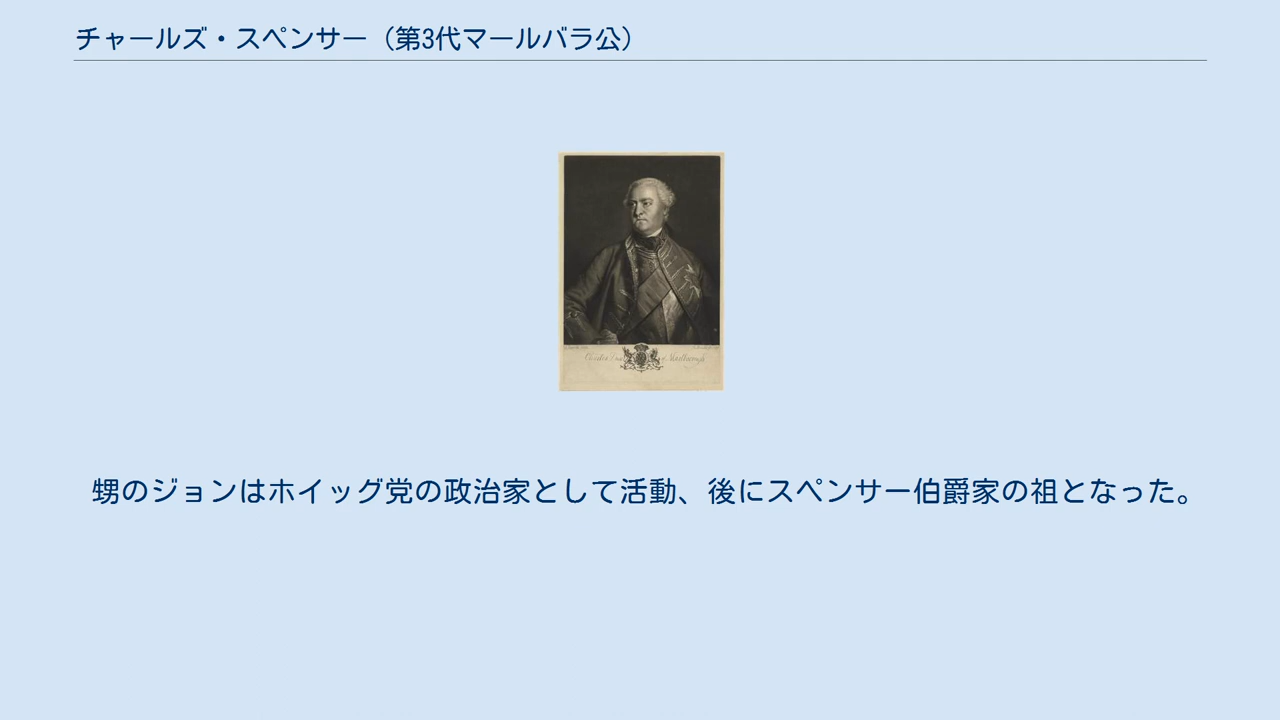 チャールズ・スペンサー（第3代マールバラ公）
甥のジョンはホイッグ党の政治家として活動、後にスペンサー伯爵家の祖となった。